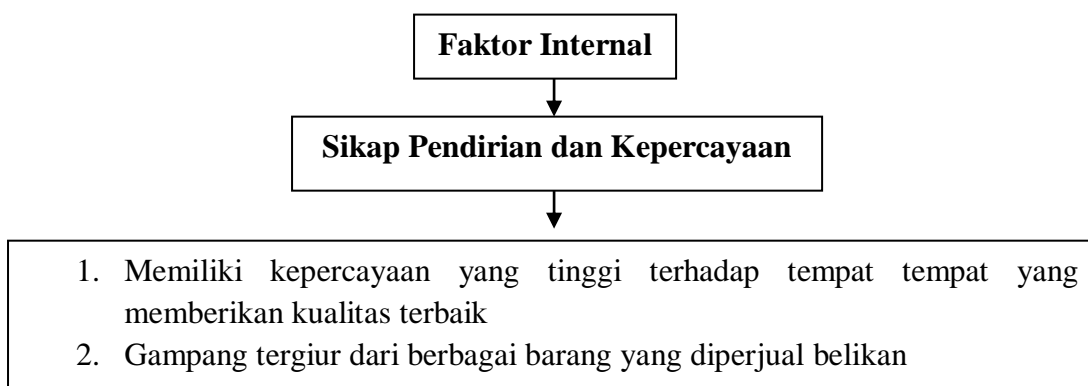 Faktor Internal
Sikap Pendirian dan Kepercayaan
1. Memiliki kepercayaan yang tinggi terhadap tempat tempat yang
memberikan kualitas terbaik
2. Gampang tergiur dari berbagai barang yang diperjual belikan